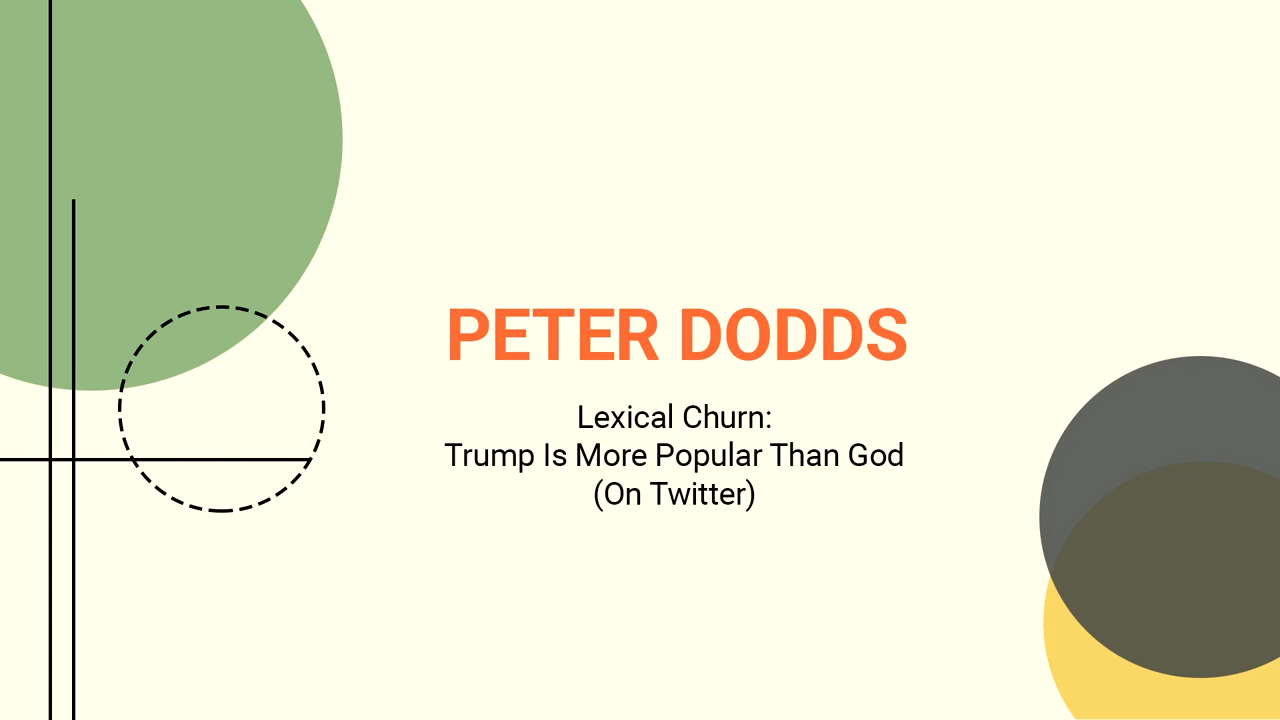 PETER DODDS
Lexical Churn:
Trump Is More Popular Than God
(On Twitter)